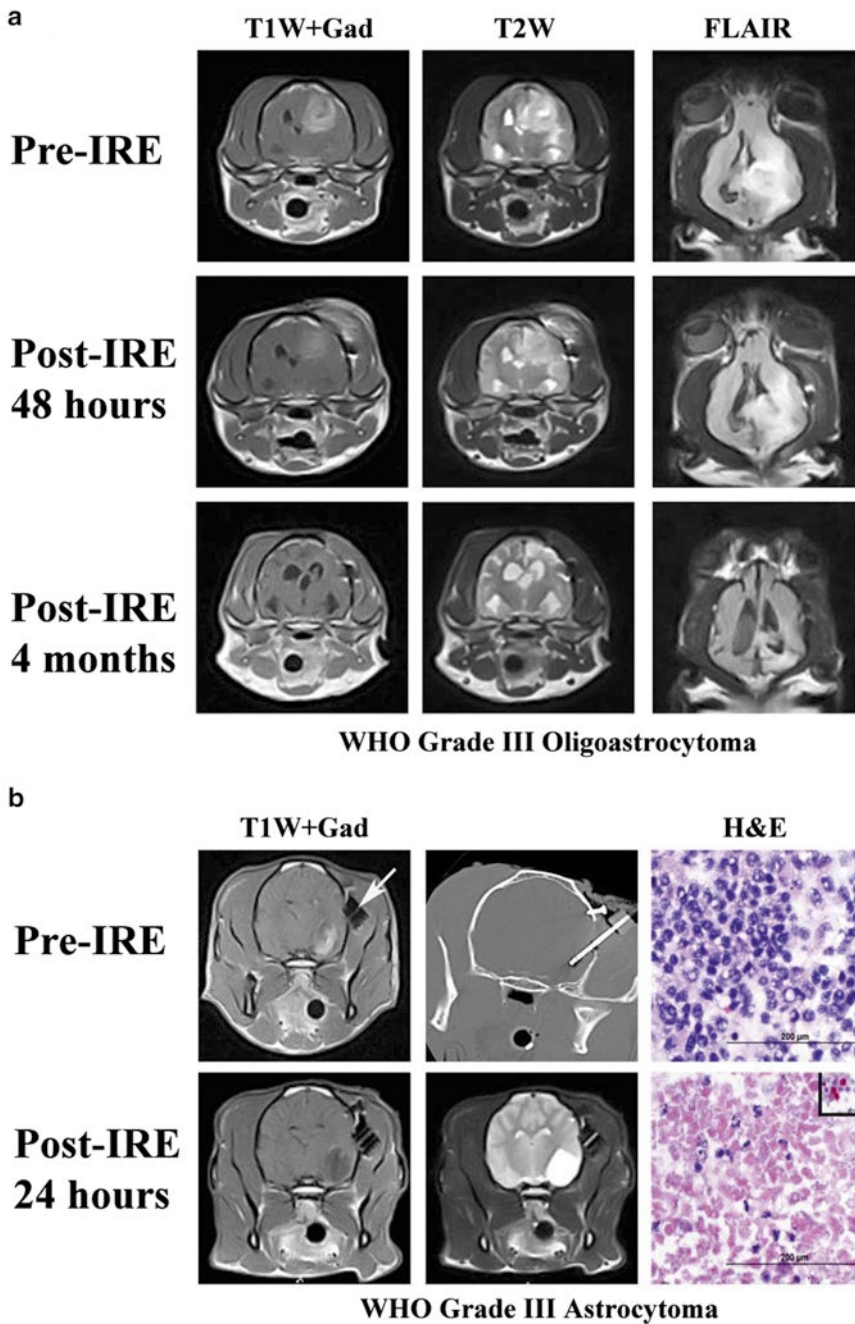 a
T1W+Gad T2W FLAIR
Pre-IRE
Post-IRE
48 hours
Post-IRE
4 months
WHO Grade III Oligoastrocytoma
b
T1W+Gad H&E
Pre-IRE
200 µm
Post-IRE
24 hours
200 µm
WHO Grade III Astrocytoma